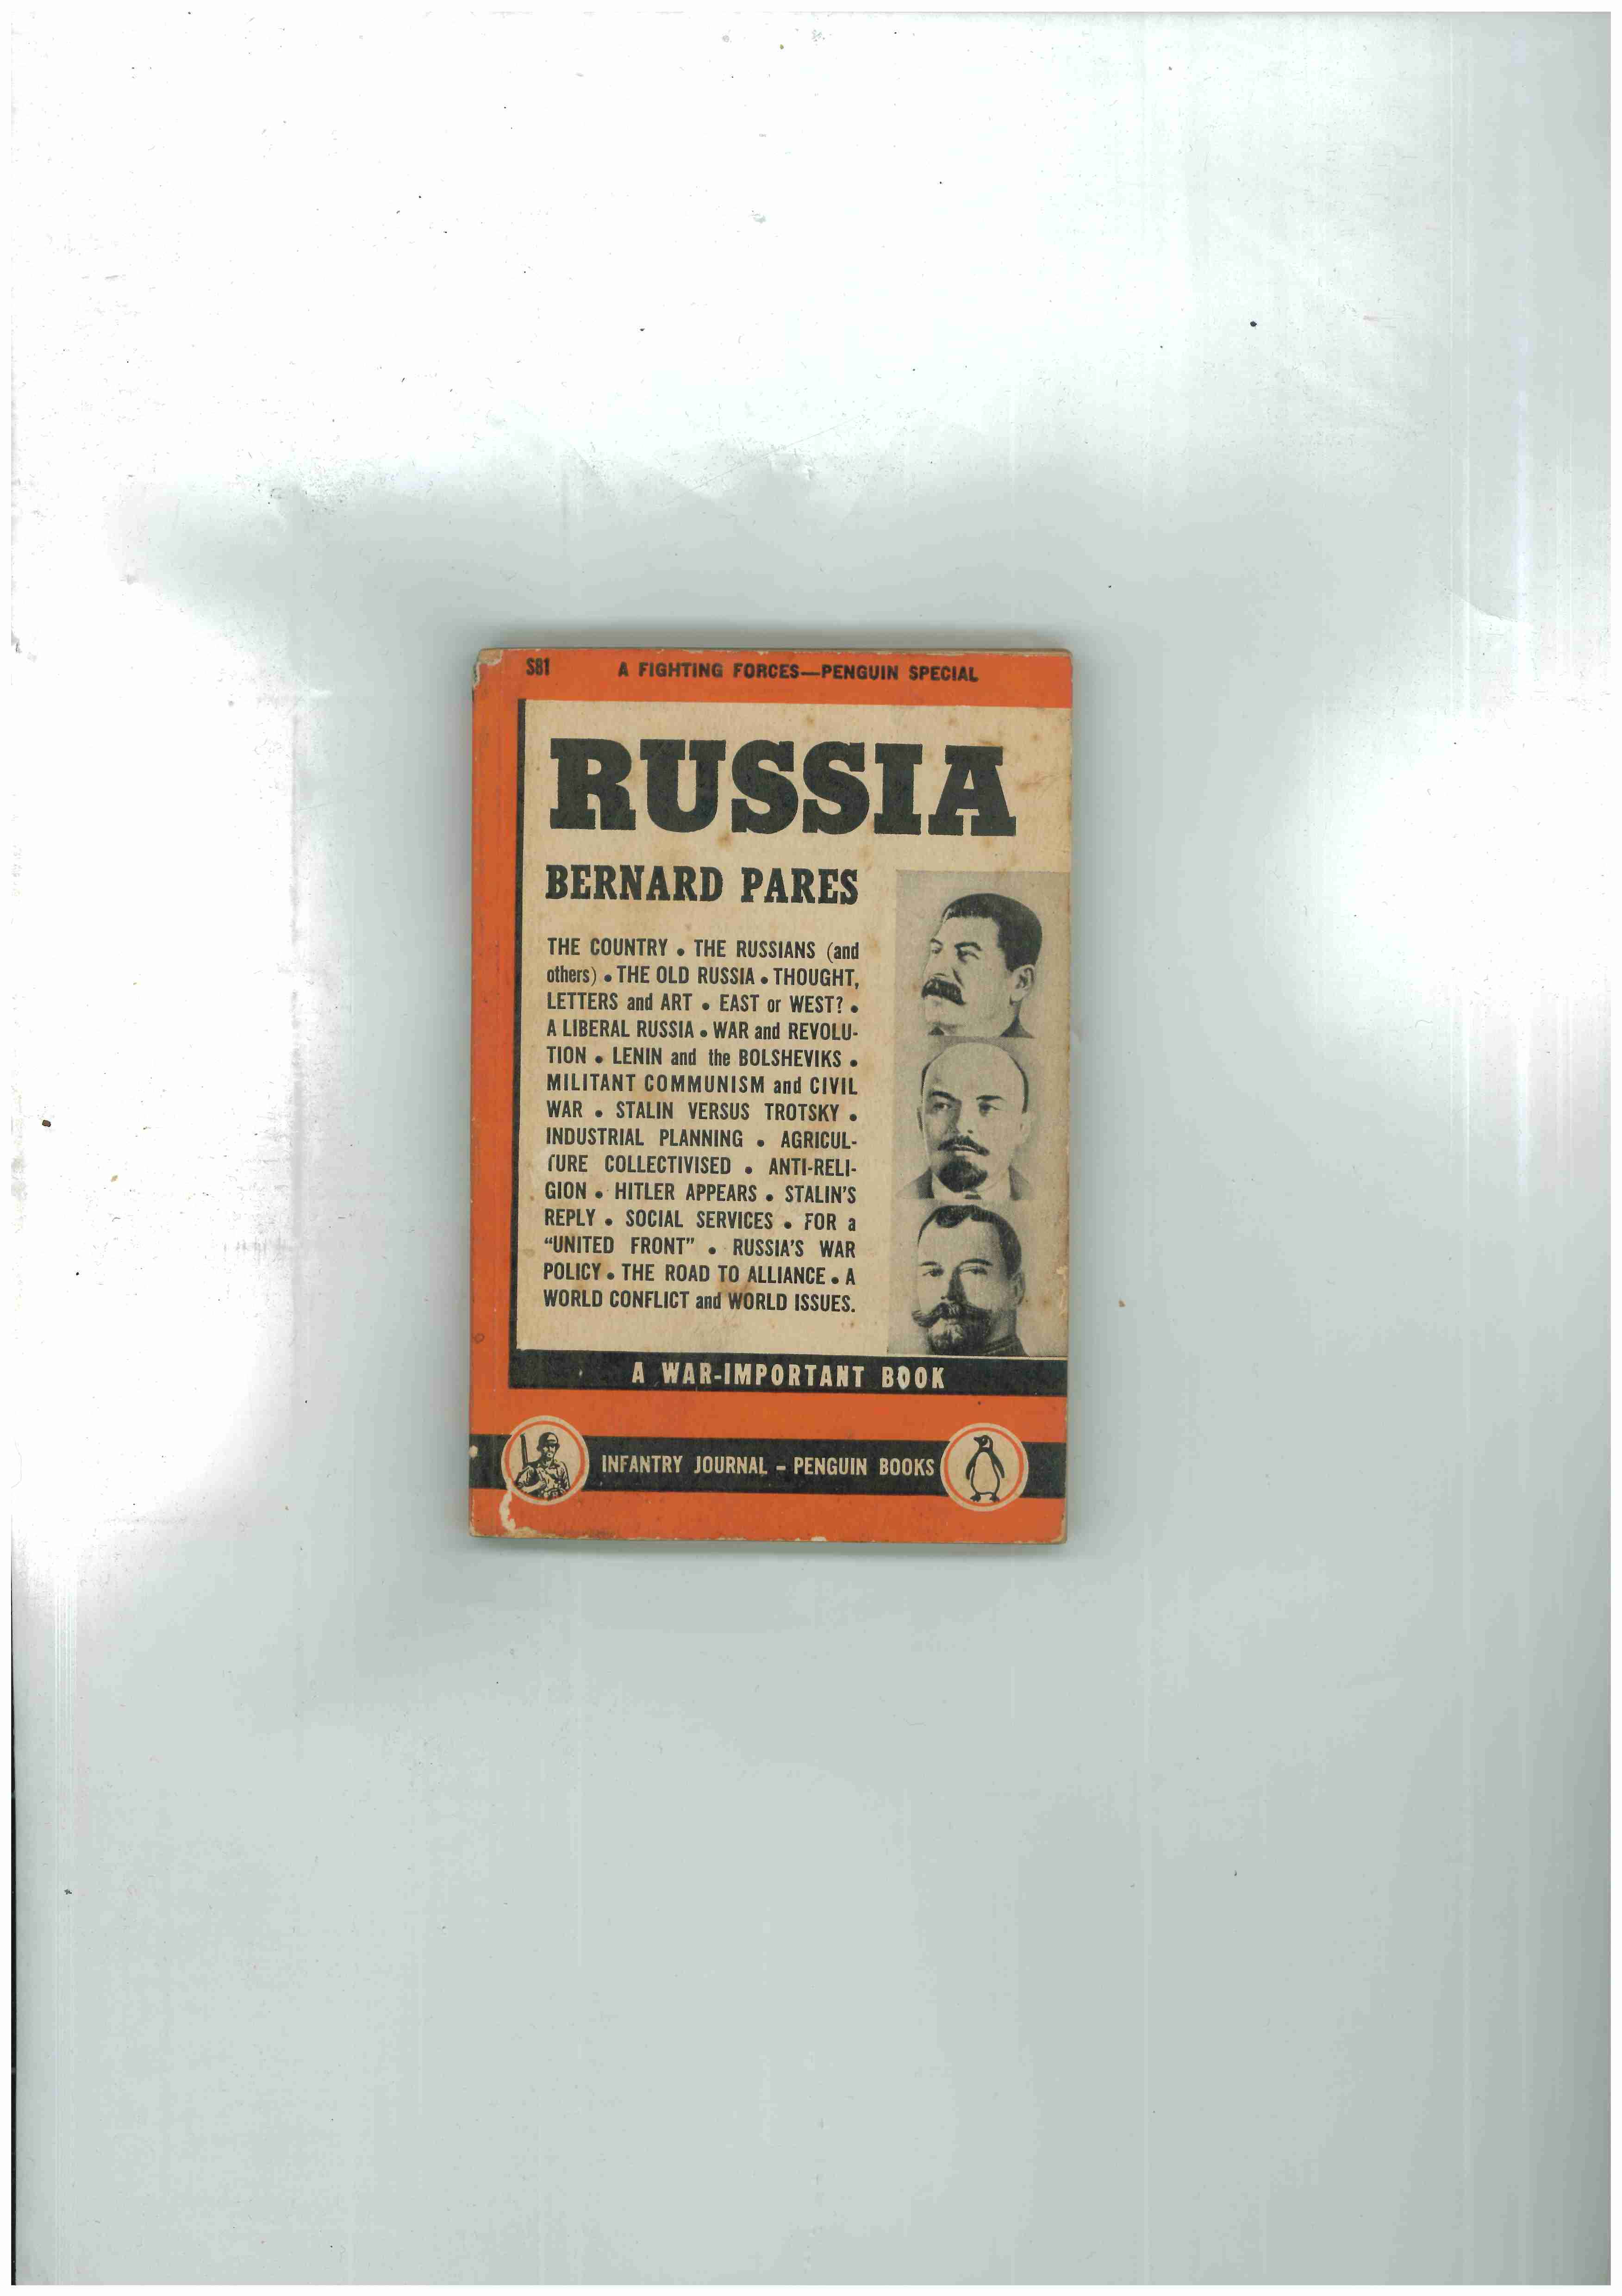 S81 A FIGHTING FORCES—PENGUIN SPECIAL
RUSSIA
BERNARD PARES
THE COUNTRY • THE RUSSIANS (and
others) • THE OLD RUSSIA • THOUGHT,
LETTERS and ART • EAST or WEST? •
A LIBERAL RUSSIA • WAR and REVOLU-
TION • LENIN and the BOLSHEVIKS •
MILITANT COMMUNISM and CIVIL
WAR • STALIN VERSUS TROTSKY •
INDUSTRIAL PLANNING • AGRICUL-
TURE COLLECTIVISED • ANTI-RELI-
GION • HITLER APPEARS • STALIN'S
REPLY • SOCIAL SERVICES • FOR a
“UNITED FRONT” • RUSSIA'S WAR
POLICY • THE ROAD TO ALLIANCE • A
WORLD CONFLICT and WORLD ISSUES.
A WAR-IMPORTANT BOOK
INFANTRY JOURNAL - PENGUIN BOOKS